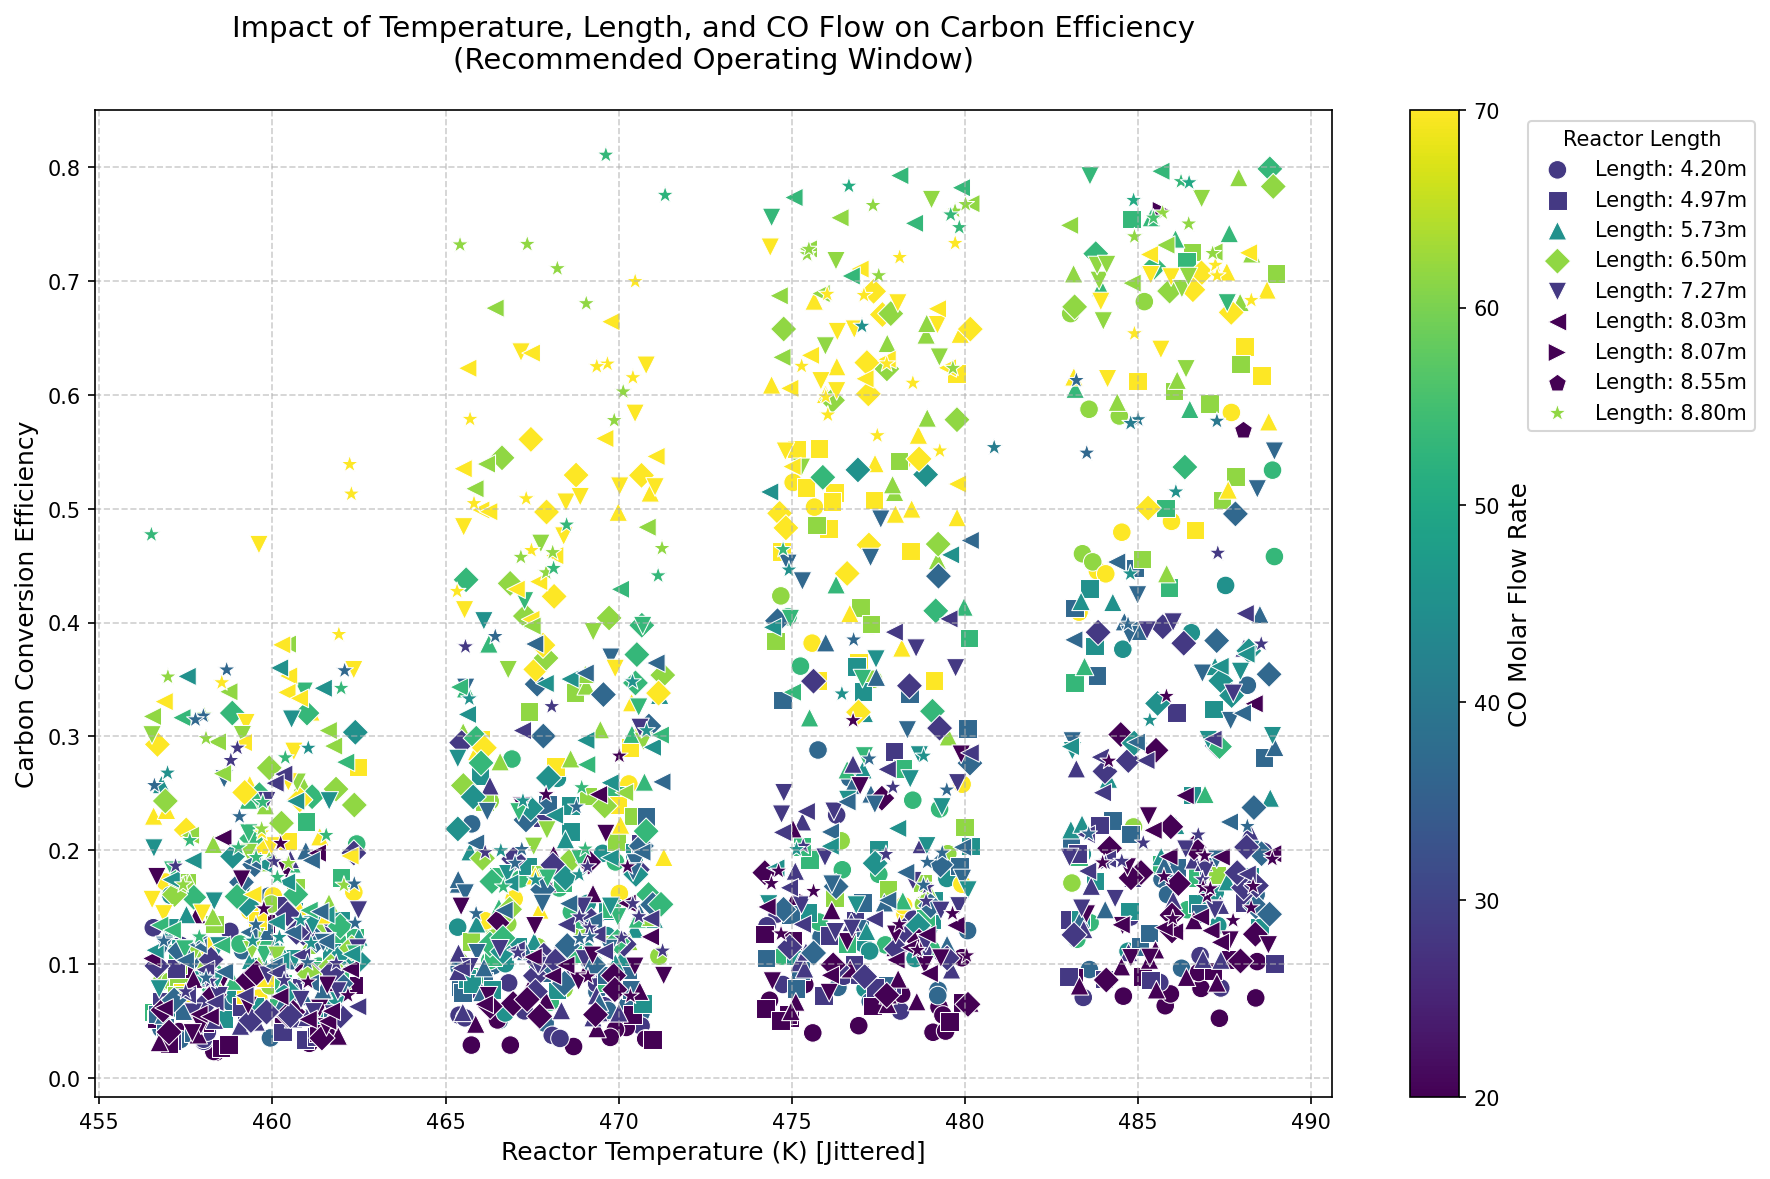 Impact of Temperature, Length, and CO Flow on Carbon Efficiency
(Recommended Operating Window)
Carbon Conversion Efficiency
0.8
0.7
0.6
0.5
0.4
0.3
0.2
0.1
0.0
455
460
465
470
475
480
485
490
Reactor Temperature (K) [Jittered]
70
60
50
40
30
20
CO Molar Flow Rate
Reactor Length
Length: 4.20m
Length: 4.97m
Length: 5.73m
Length: 6.50m
Length: 7.27m
Length: 8.03m
Length: 8.07m
Length: 8.55m
Length: 8.80m